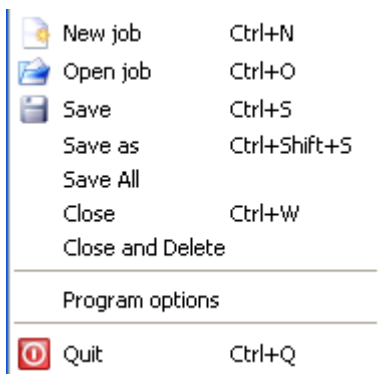 New job Ctrl+N
Open job Ctrl+O
Save Ctrl+S
Save as Ctrl+Shift+S
Save All
Close Ctrl+W
Close and Delete
Program options
Quit Ctrl+Q